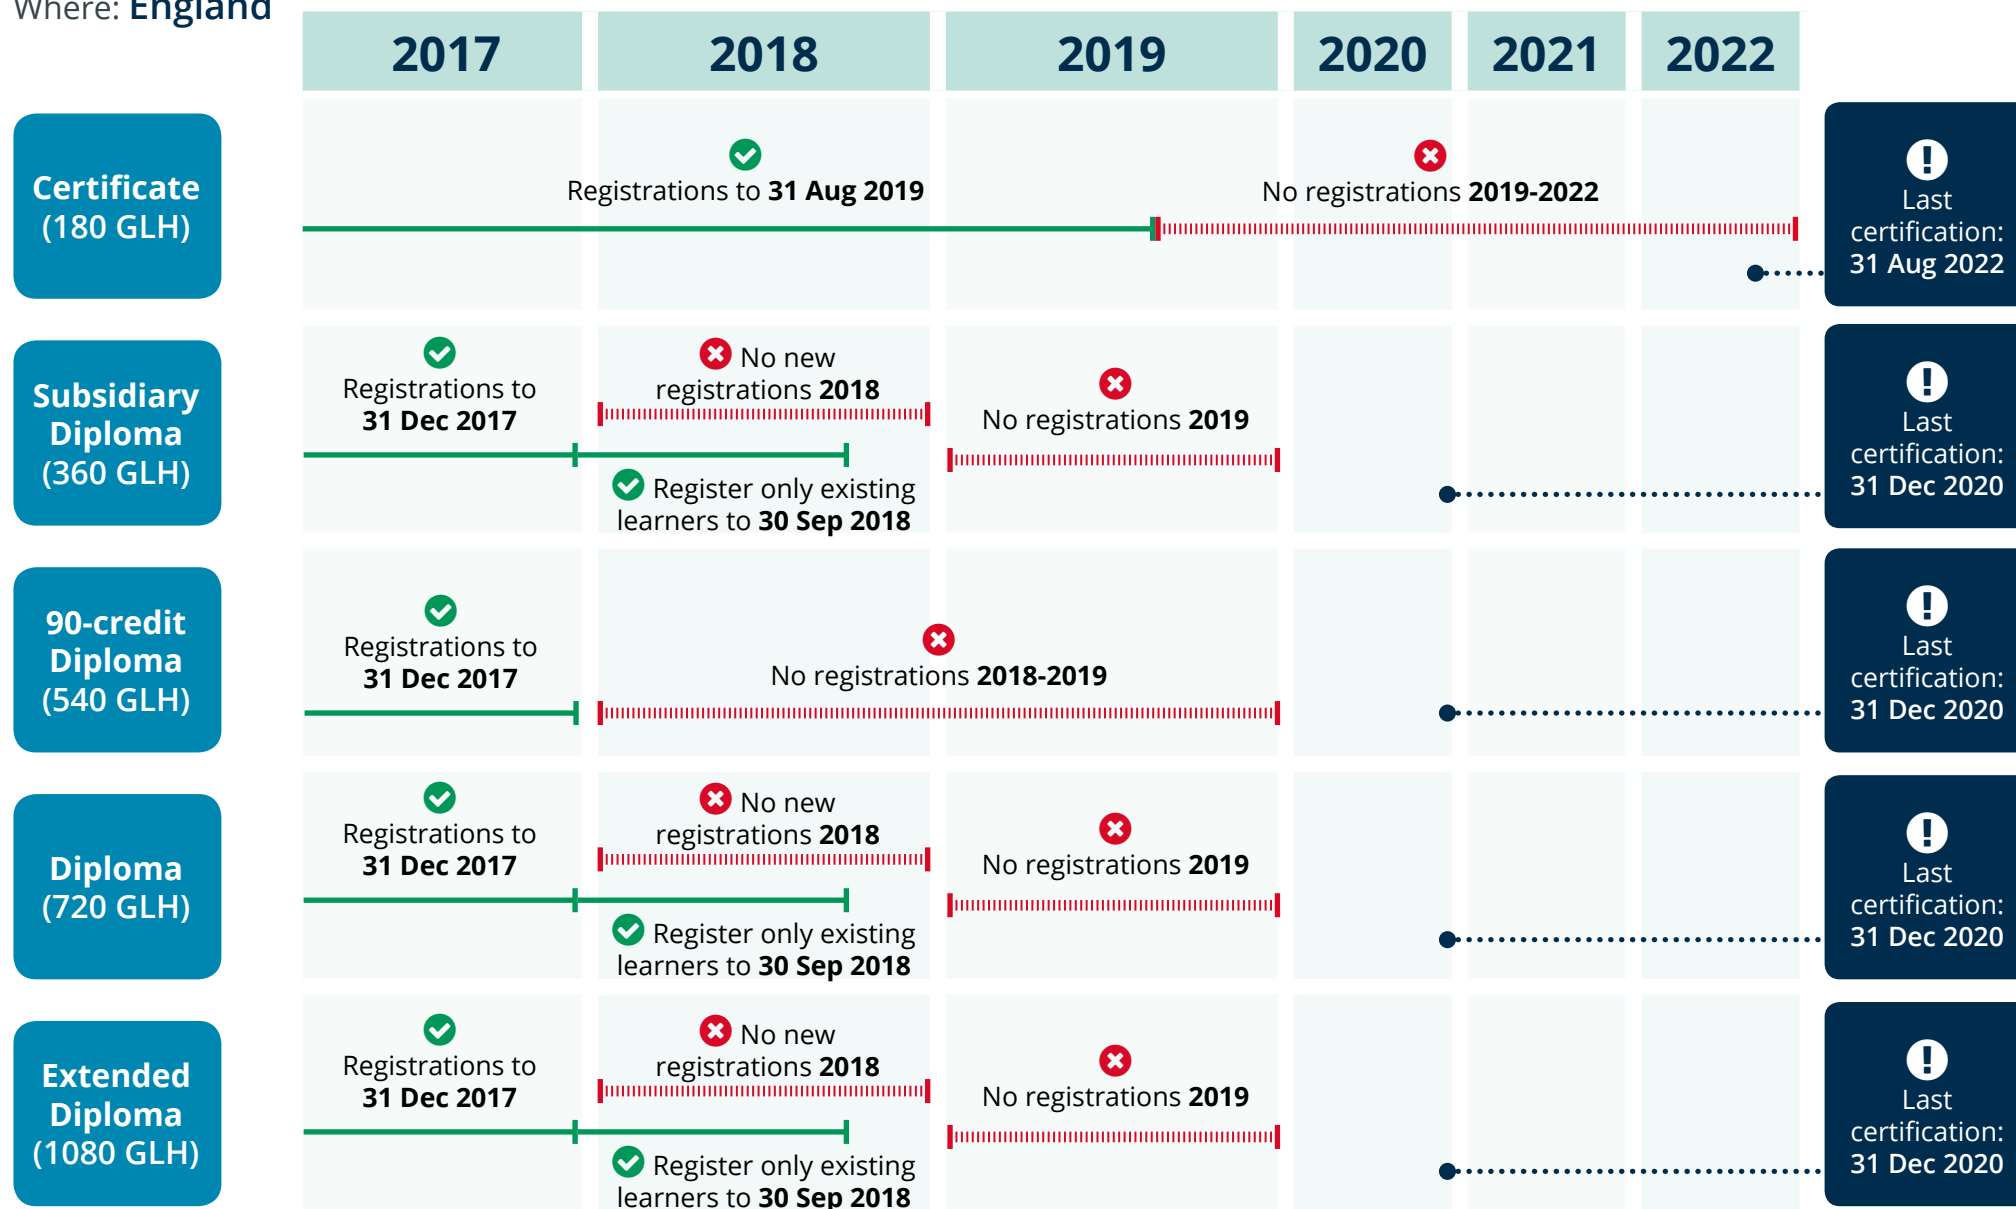 Where: England
2017 2018 2019 2020 2021 2022
Certificate
(180 GLH)
Registrations to 31 Aug 2019
No registrations 2019-2022
Last
certification:
31 Aug 2022
Subsidiary
Diploma
(360 GLH)
Registrations to
31 Dec 2017
No new
registrations 2018
Register only existing
learners to 30 Sep 2018
No registrations 2019
Last
certification:
31 Dec 2020
90-credit
Diploma
(540 GLH)
Registrations to
31 Dec 2017
No registrations 2018-2019
Last
certification:
31 Dec 2020
Diploma
(720 GLH)
Registrations to
31 Dec 2017
No new
registrations 2018
Register only existing
learners to 30 Sep 2018
No registrations 2019
Last
certification:
31 Dec 2020
Extended
Diploma
(1080 GLH)
Registrations to
31 Dec 2017
No new
registrations 2018
Register only existing
learners to 30 Sep 2018
No registrations 2019
Last
certification:
31 Dec 2020